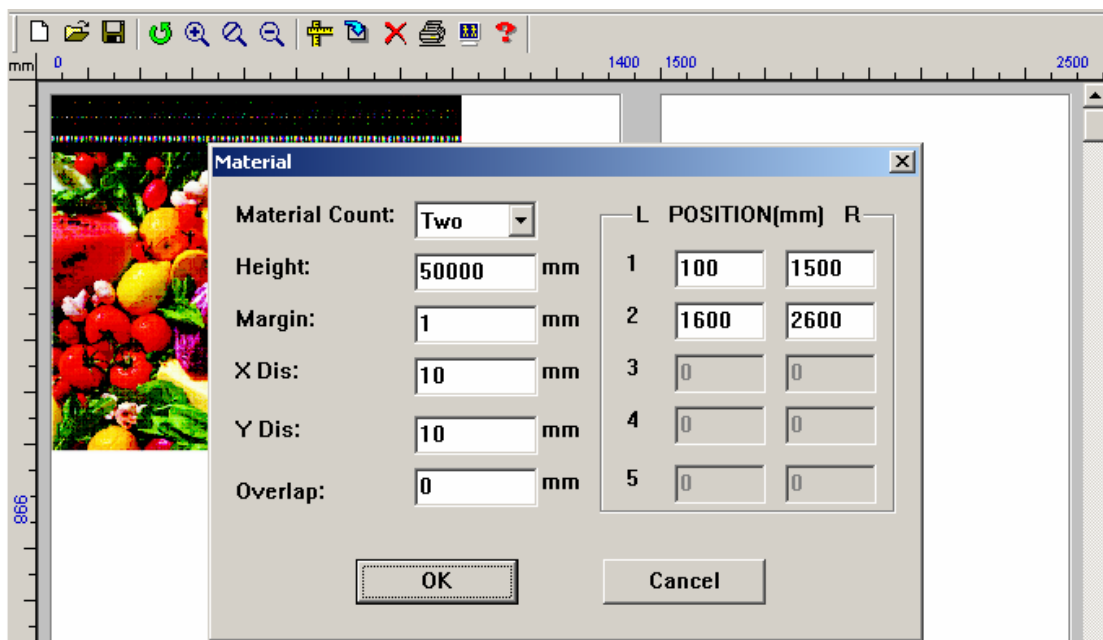 mm 0 1400 1500 2500
Material
Material Count: Two
L POSITION(mm) R
Height: 50000 mm
1 100 1500
Margin: 1 mm
2 1600 2600
X Dis: 10 mm
3 0 0
Y Dis: 10 mm
4 0 0
Overlap: 0 mm
5 0 0
866
OK Cancel